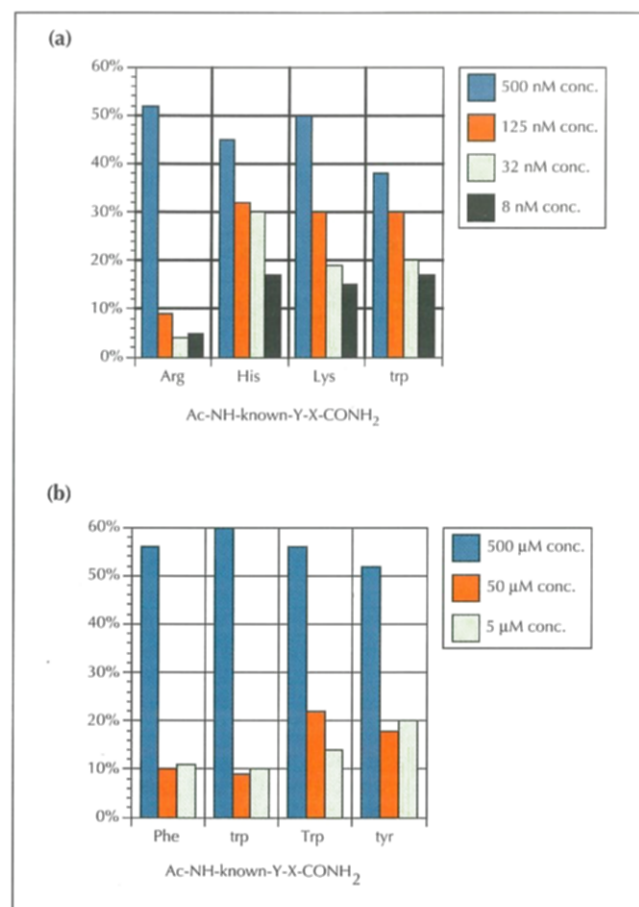 (a)
60%
50%
40%
30%
20%
10%
0%
Arg His Lys trp
Ac-NH-known-Y-X-CONH2
500 nM conc.
125 nM conc.
32 nM conc.
8 nM conc.
(b)
60%
50%
40%
30%
20%
10%
0%
Phe trp Trp tyr
Ac-NH-known-Y-X-CONH2
500 µM conc.
50 µM conc.
5 µM conc.